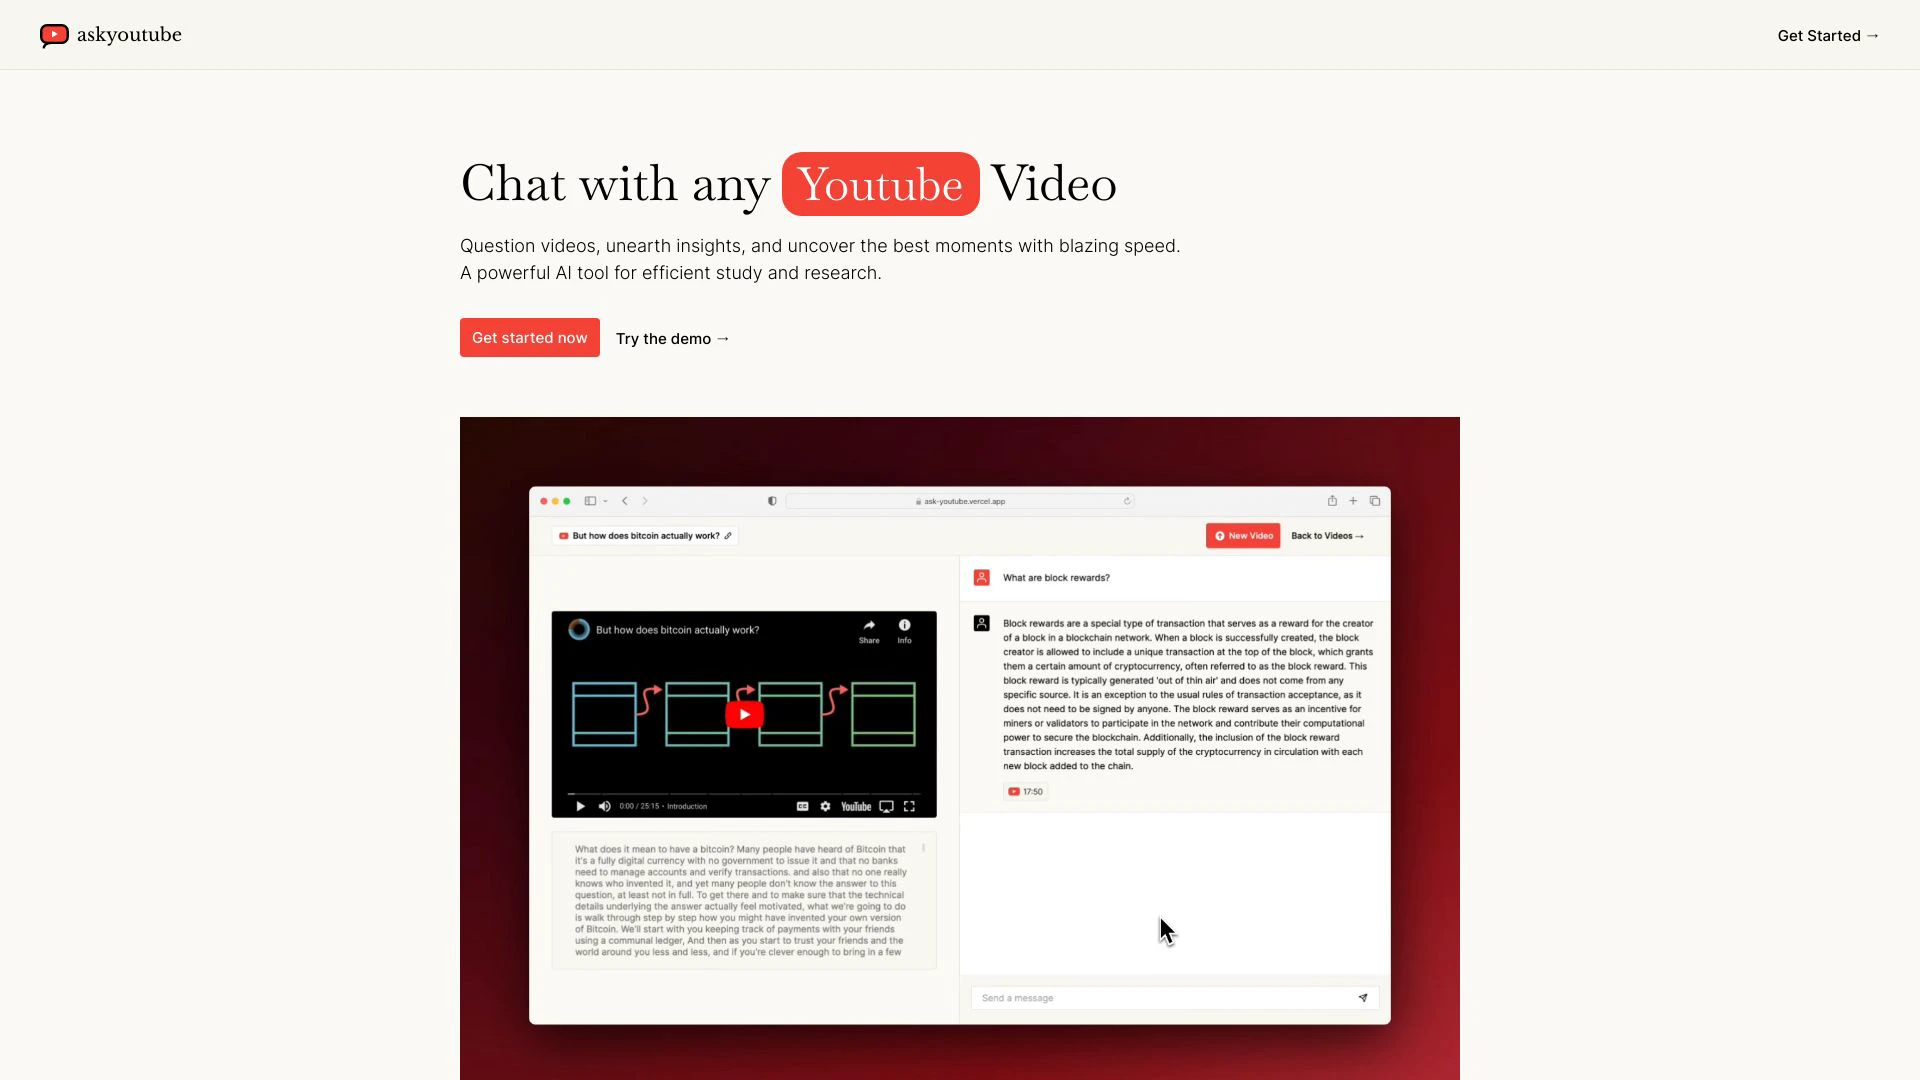 askyoutube
Get Started →
Chat with any Youtube Video
Question videos, unearth insights, and uncover the best moments with blazing speed.
A powerful AI tool for efficient study and research.
Get started now
Try the demo →
ask-youtube.vercel.app
But how does bitcoin actually work?
New Video
Back to Videos →
But how does bitcoin actually work?
Share
Info
0:00 / 25:15 • Introduction
CC
YouTube
What does it mean to have a bitcoin? Many people have heard of Bitcoin that
it's a fully digital currency with no government to issue it and that no banks
need to manage accounts and verify transactions. and also that no one really
knows who invented it, and yet many people don't know the answer to this
question, at least not in full. To get there and to make sure that the technical
details underlying the answer actually feel motivated, what we're going to do
is walk through step by step how you might have invented your own version
of Bitcoin. We'll start with you keeping track of payments with your friends
using a communal ledger, And then as you start to trust your friends and the
world around you less and less, and if you're clever enough to bring in a few
What are block rewards?
Block rewards are a special type of transaction that serves as a reward for the creator
of a block in a blockchain network. When a block is successfully created, the block
creator is allowed to include a unique transaction at the top of the block, which grants
them a certain amount of cryptocurrency, often referred to as the block reward. This
block reward is typically generated 'out of thin air' and does not come from any
specific source. It is an exception to the usual rules of transaction acceptance, as it
does not need to be signed by anyone. The block reward serves as an incentive for
miners or validators to participate in the network and contribute their computational
power to secure the blockchain. Additionally, the inclusion of the block reward
transaction increases the total supply of the cryptocurrency in circulation with each
new block added to the chain.
17:50
Send a message